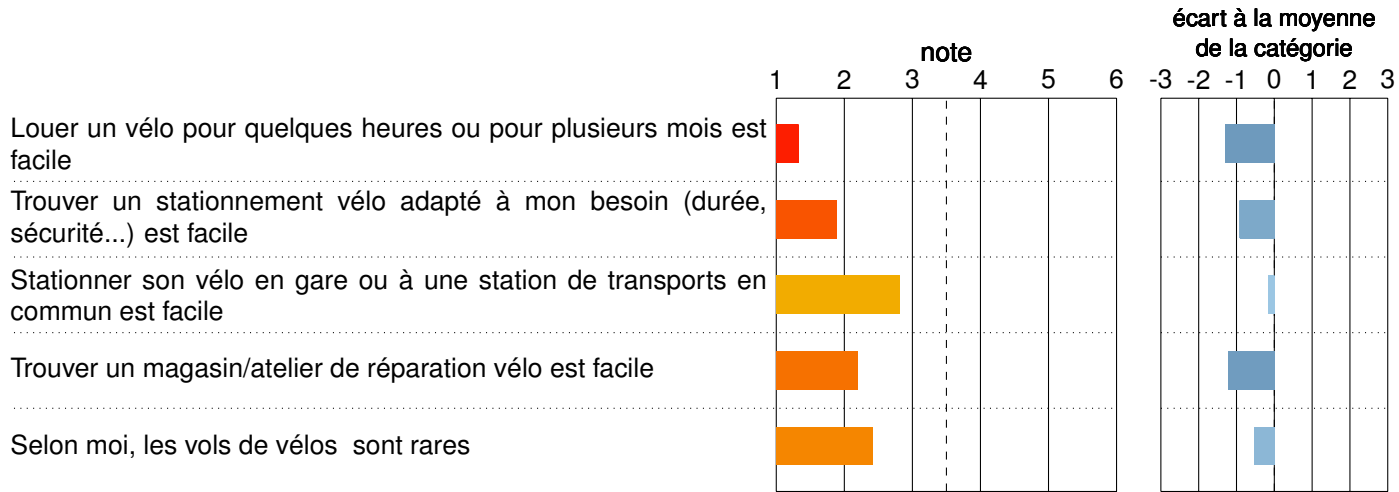 écart à la moyenne
de la catégorie
note
1 2 3 4 5 6
-3 -2 -1 0 1 2 3
Louer un vélo pour quelques heures ou pour plusieurs mois est
facile
Trouver un stationnement vélo adapté à mon besoin (durée,
sécurité...) est facile
Stationner son vélo en gare ou à une station de transports en
commun est facile
Trouver un magasin/atelier de réparation vélo est facile
Selon moi, les vols de vélos sont rares